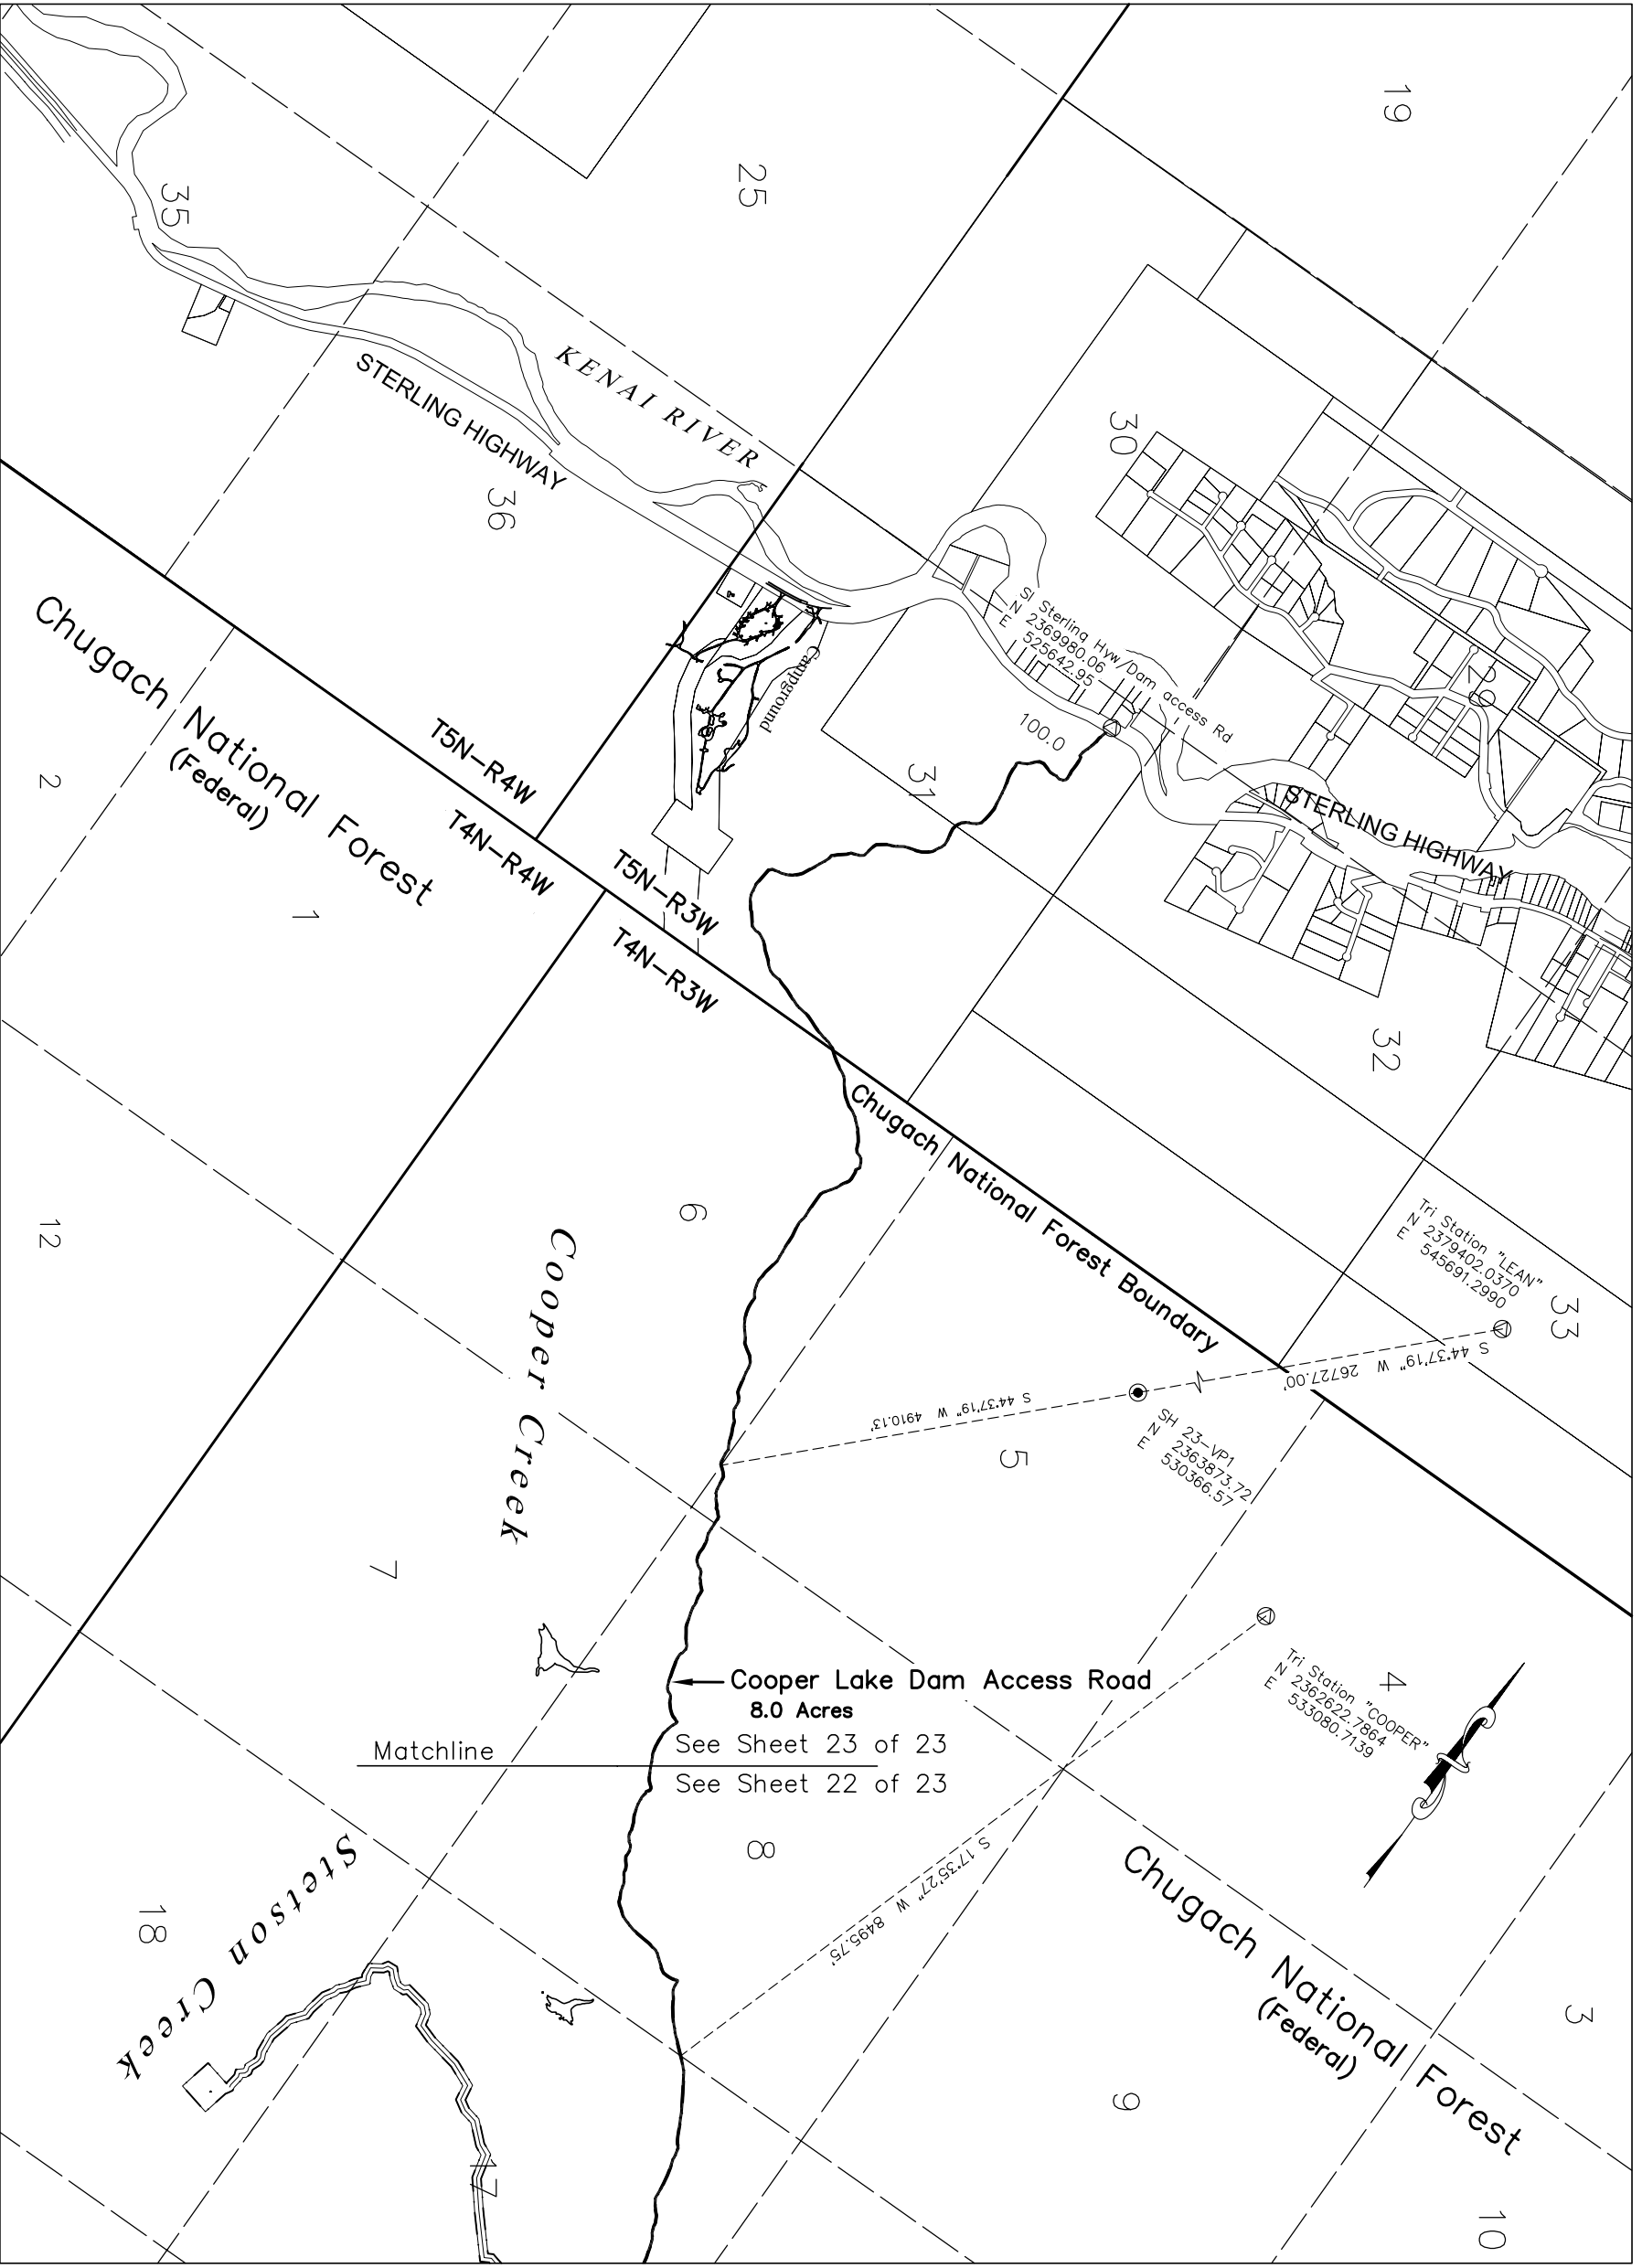 19
25
35
KENAI RIVER
STERLING HIGHWAY
30
29
36
SI Sterling Hyw/Dam access Rd
N 2369980.06
E 525642.95
100.0
Campground
31
STERLING HIGHWAY
Chugach National Forest
(Federal)
T5N-R4W
T4N-R4W
T5N-R3W
T4N-R3W
2
1
32
Chugach National Forest Boundary
Tri Station "LEAN"
N 2379402.0370
E 545691.2990
33
S 44°37'19" W 26727.00'
S 44°37'19" W 4910.13'
SH 23-VP1
N 2363873.72
E 530366.57
12
6
Cooper Creek
5
7
4
Tri Station "COOPER"
N 2362622.7864
E 533080.7139
Cooper Lake Dam Access Road
8.0 Acres
Matchline
See Sheet 23 of 23
See Sheet 22 of 23
8
S 17°35'27" W 8495.75'
Chugach National Forest
(Federal)
3
Stetson Creek
18
9
17
10